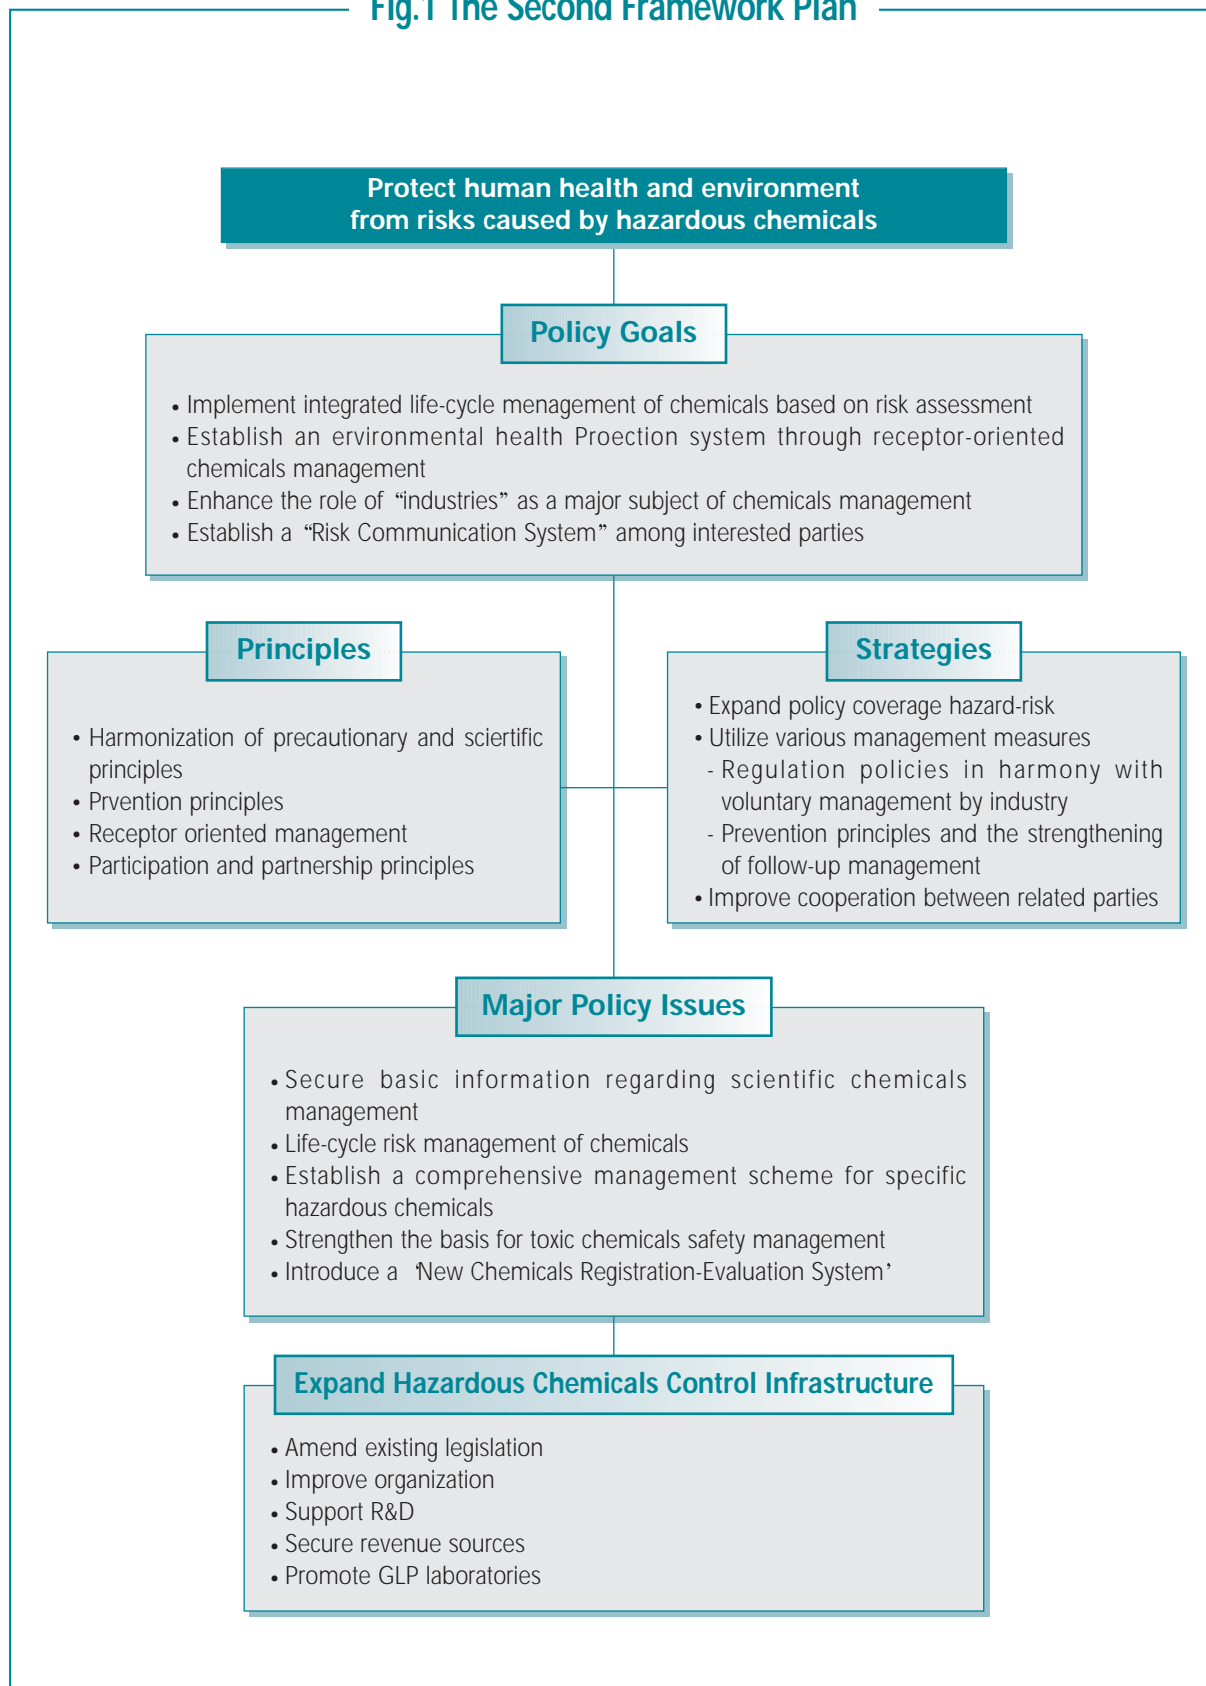 Fig.1 The Second Framework Plan
Protect human health and environment
from risks caused by hazardous chemicals
Policy Goals
• Implement integrated life-cycle menagement of chemicals based on risk assessment
• Establish an ervironmental health Proection system through receptor-oriented
chemicals management
• Enhance the role of “industries” as a major subject of chemicals management
• Establish a “Risk Communication System” among interested parties
Principles
• Harmonization of precautionary and sciertific
principles
• Prvention principles
• Receptor oriented management
• Participation and partnership principles
Strategies
• Expand policy coverage hazard-risk
• Utilize various management measures
- Regulation policies in harmony with
voluntary management by industry
- Prevention principles and the strengthening
of follow-up management
• Improve cooperation between related parties
Major Policy Issues
• Secure basic information regarding scientific chemicals
management
• Life-cycle risk management of chemicals
• Establish a comprehensive management scheme for specific
hazardous chemicals
• Strengthen the basis for toxic chemicals safety management
• Introduce a ‘New Chemicals Registration-Evaluation System’
Expand Hazardous Chemicals Control Infrastructure
• Amend existing legislation
• Improve organization
• Support R&D
• Secure revenue sources
• Promote GLP laboratories